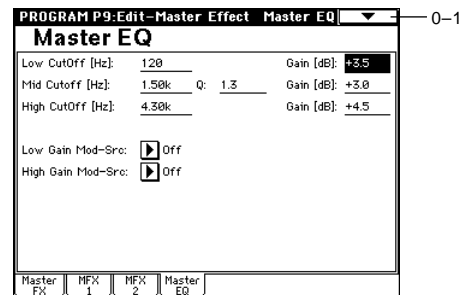 PROGRAM P9:Edit-Master Effect Master EQ
0–1
Master EQ
Low CutOff [Hz]: 120 Gain [dB]: +3.5
Mid Cutoff [Hz]: 1.50k Q: 1.3 Gain [dB]: +3.0
High CutOff [Hz]: 4.30k Gain [dB]: +4.5
Low Gain Mod-Src: Off
High Gain Mod-Src: Off
Master FX
MFX 1
MFX 2
Master EQ